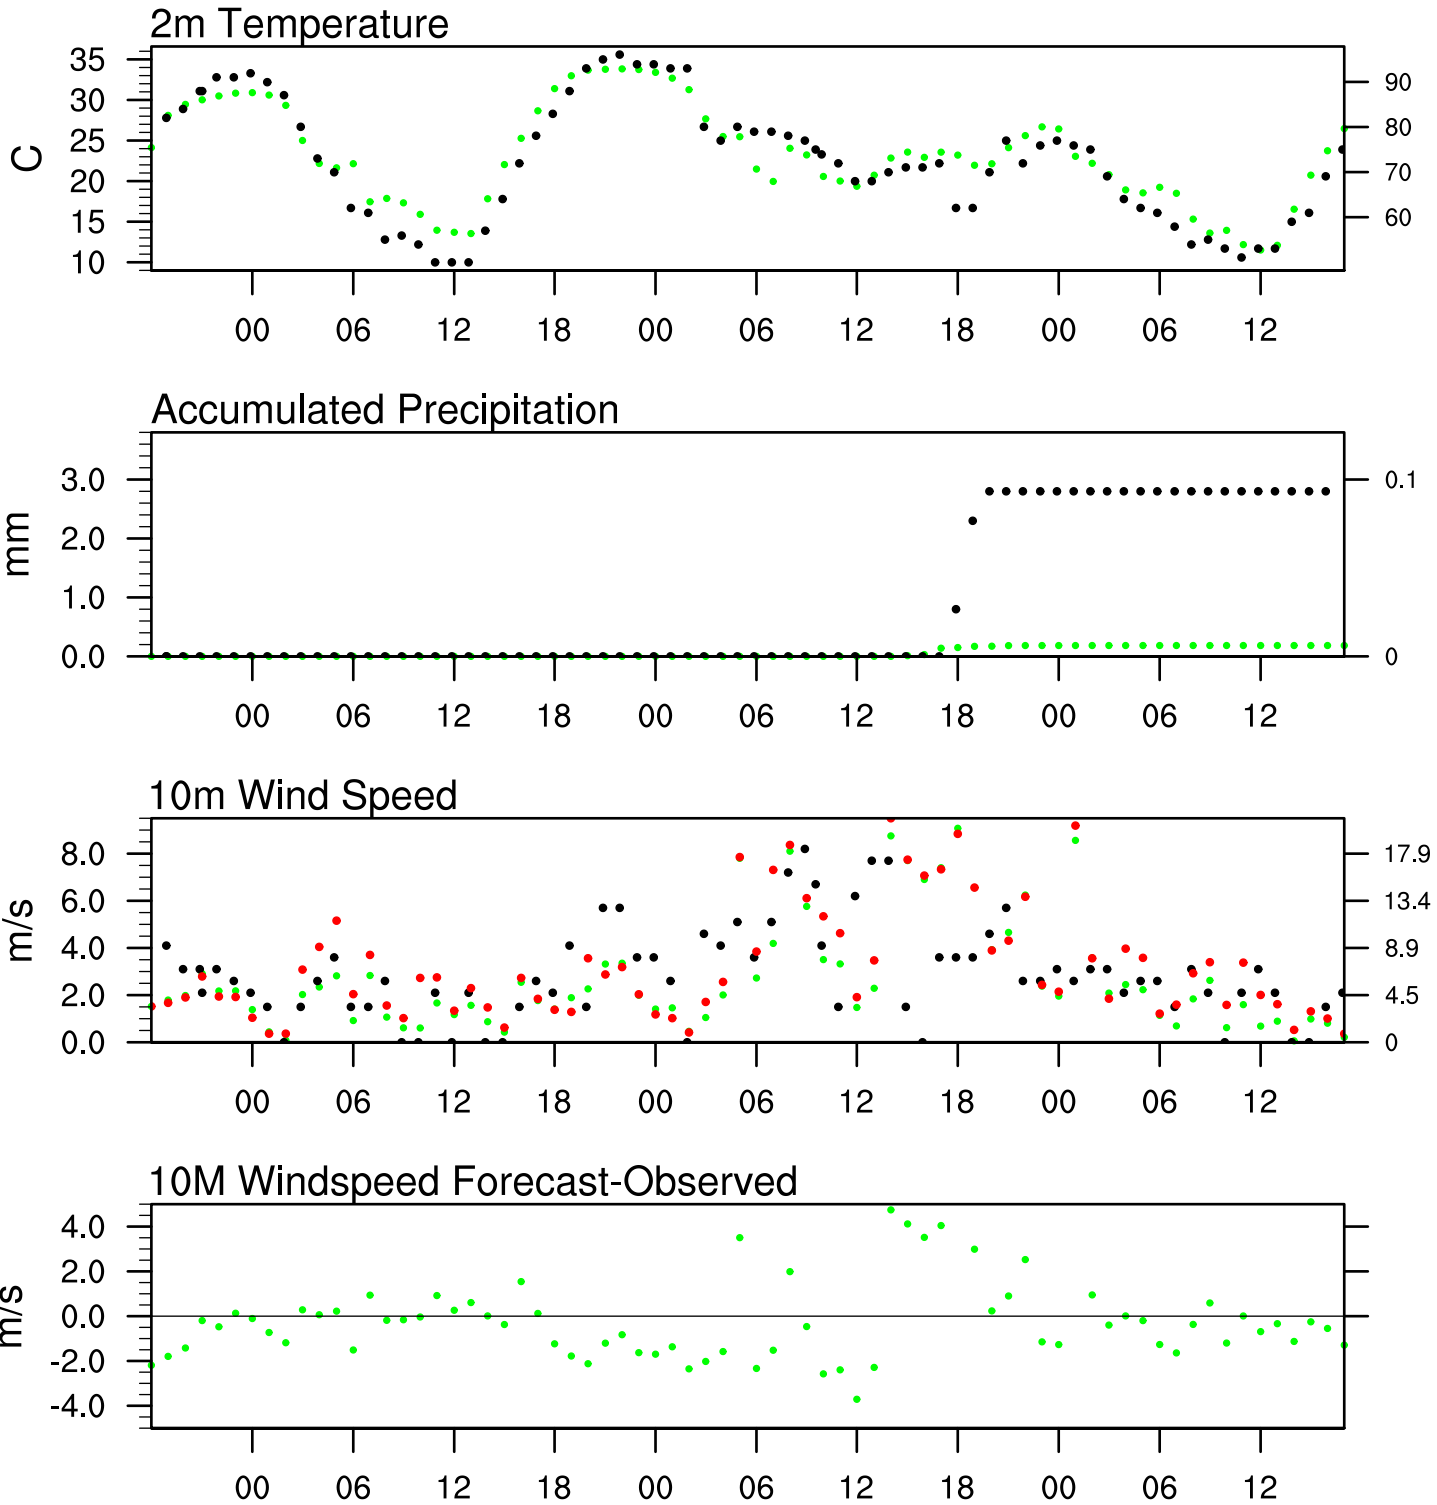 2m Temperature
35
30
25
20
15
10
C
90
80
70
60
00 06 12 18 00 06 12 18 00 06 12
Accumulated Precipitation
3.0
2.0
1.0
0.0
mm
0.1
0
00 06 12 18 00 06 12 18 00 06 12
10m Wind Speed
8.0
6.0
4.0
2.0
0.0
m/s
17.9
13.4
8.9
4.5
0
00 06 12 18 00 06 12 18 00 06 12
10M Windspeed Forecast-Observed
4.0
2.0
0.0
-2.0
-4.0
m/s
00 06 12 18 00 06 12 18 00 06 12